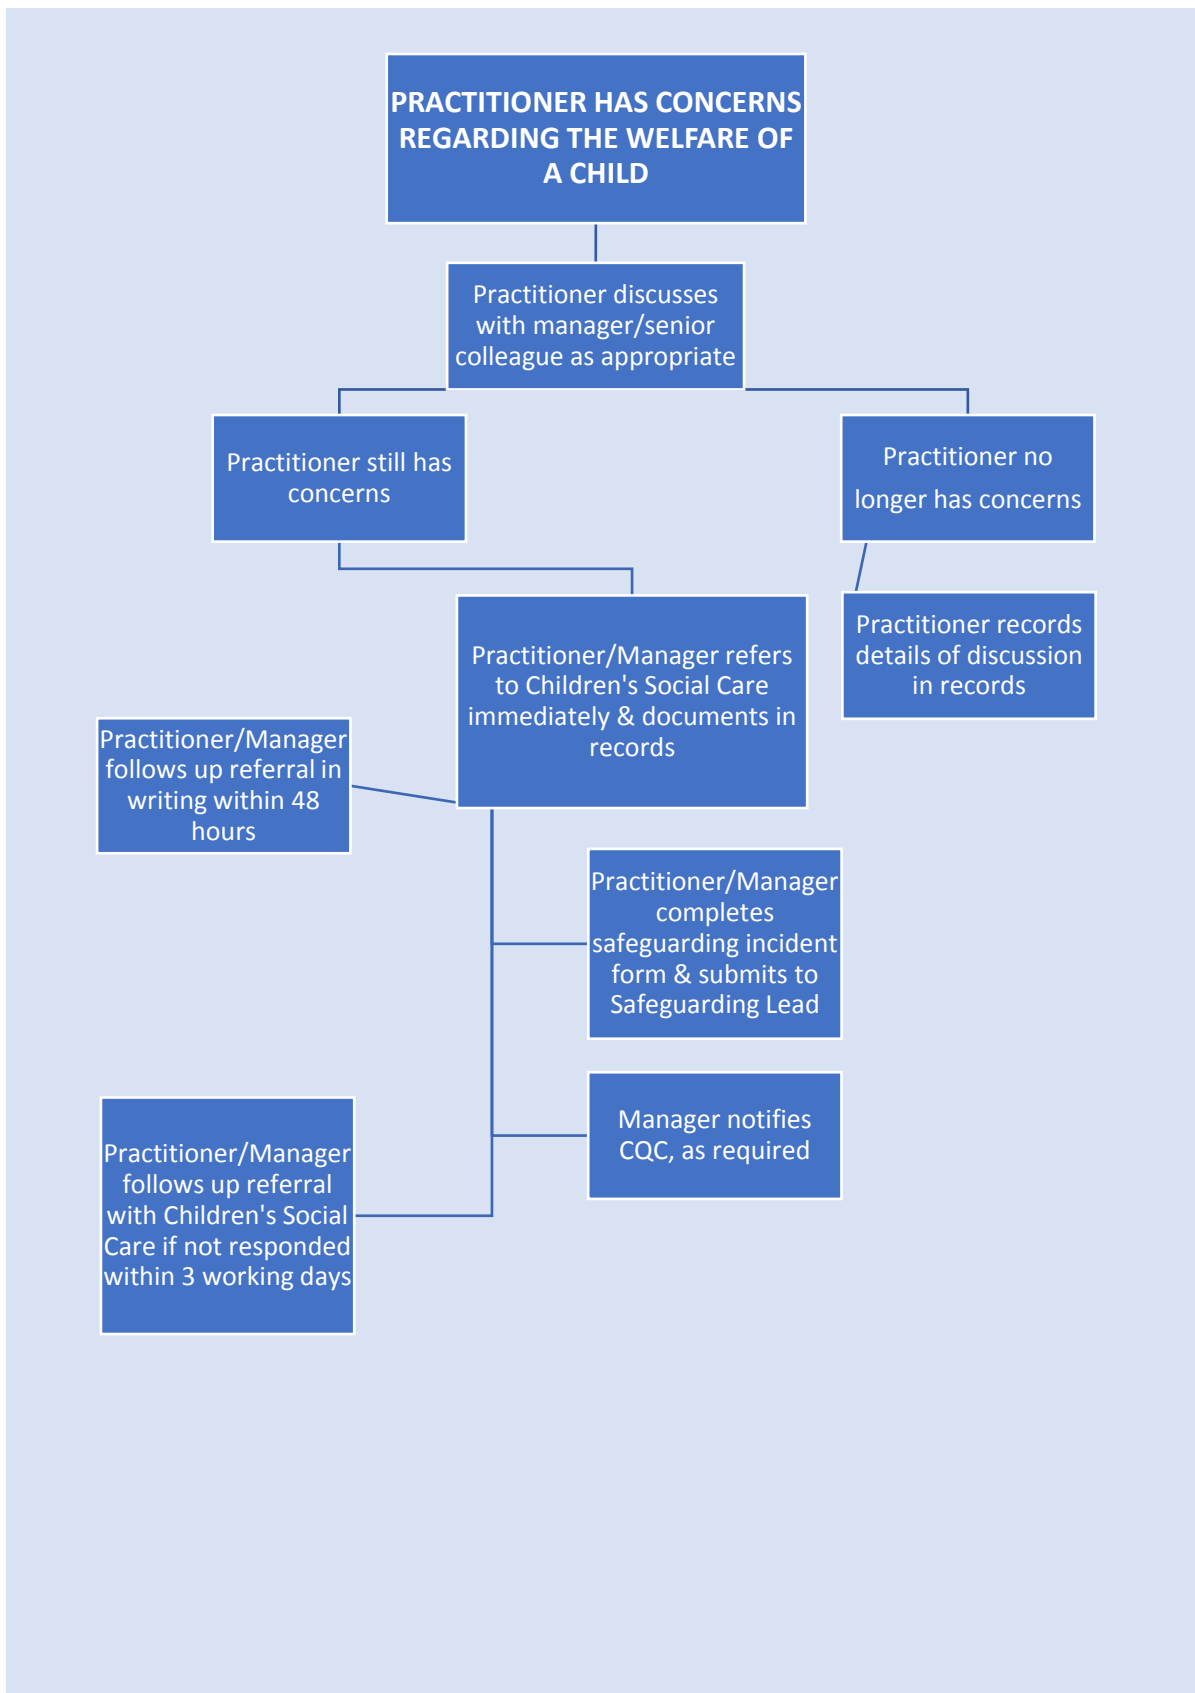 PRACTITIONER HAS CONCERNS
REGARDING THE WELFARE OF
A CHILD
Practitioner discusses
with manager/senior
colleague as appropriate
Practitioner still has
concerns
Practitioner no
longer has concerns
Practitioner/Manager refers
to Children's Social Care
immediately & documents in
records
Practitioner records
details of discussion
in records
Practitioner/Manager
follows up referral in
writing within 48
hours
Practitioner/Manager
completes
safeguarding incident
form & submits to
Safeguarding Lead
Manager notifies
CQC, as required
Practitioner/Manager
follows up referral
with Children's Social
Care if not responded
within 3 working days